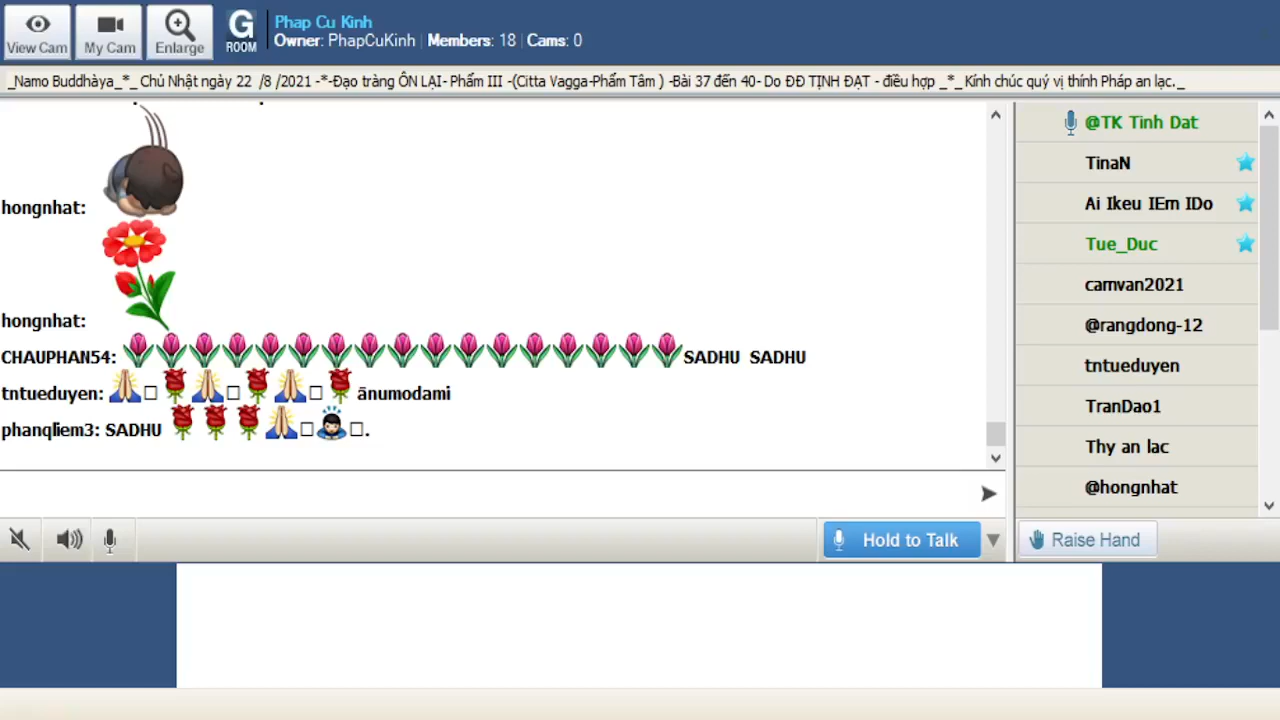 View Cam
My Cam
Enlarge
G
ROOM
Phap Cu Kinh
Owner: PhapCuKinh | Members: 18 | Cams: 0
_Namo Buddhàya_*_ Chủ Nhật ngày 22 /8 /2021 -*-Đạo tràng ÔN LẠI- Phẩm III -(Citta Vagga-Phẩm Tâm ) -Bài 37 đến 40- Do ĐĐ TỊNH ĐẠT - điều hợp _*_ Kính chúc quý vị thính Pháp an lạc._
hongnhat:
hongnhat:
CHAUPHAN54: SADHU SADHU
tntueduyen: ānumodami
phanqliem3: SADHU .
@TK Tinh Dat
TinaN
Ai Ikeu IEm IDo
Tue_Duc
camvan2021
@rangdong-12
tntueduyen
TranDao1
Thy an lac
@hongnhat
Hold to Talk
Raise Hand